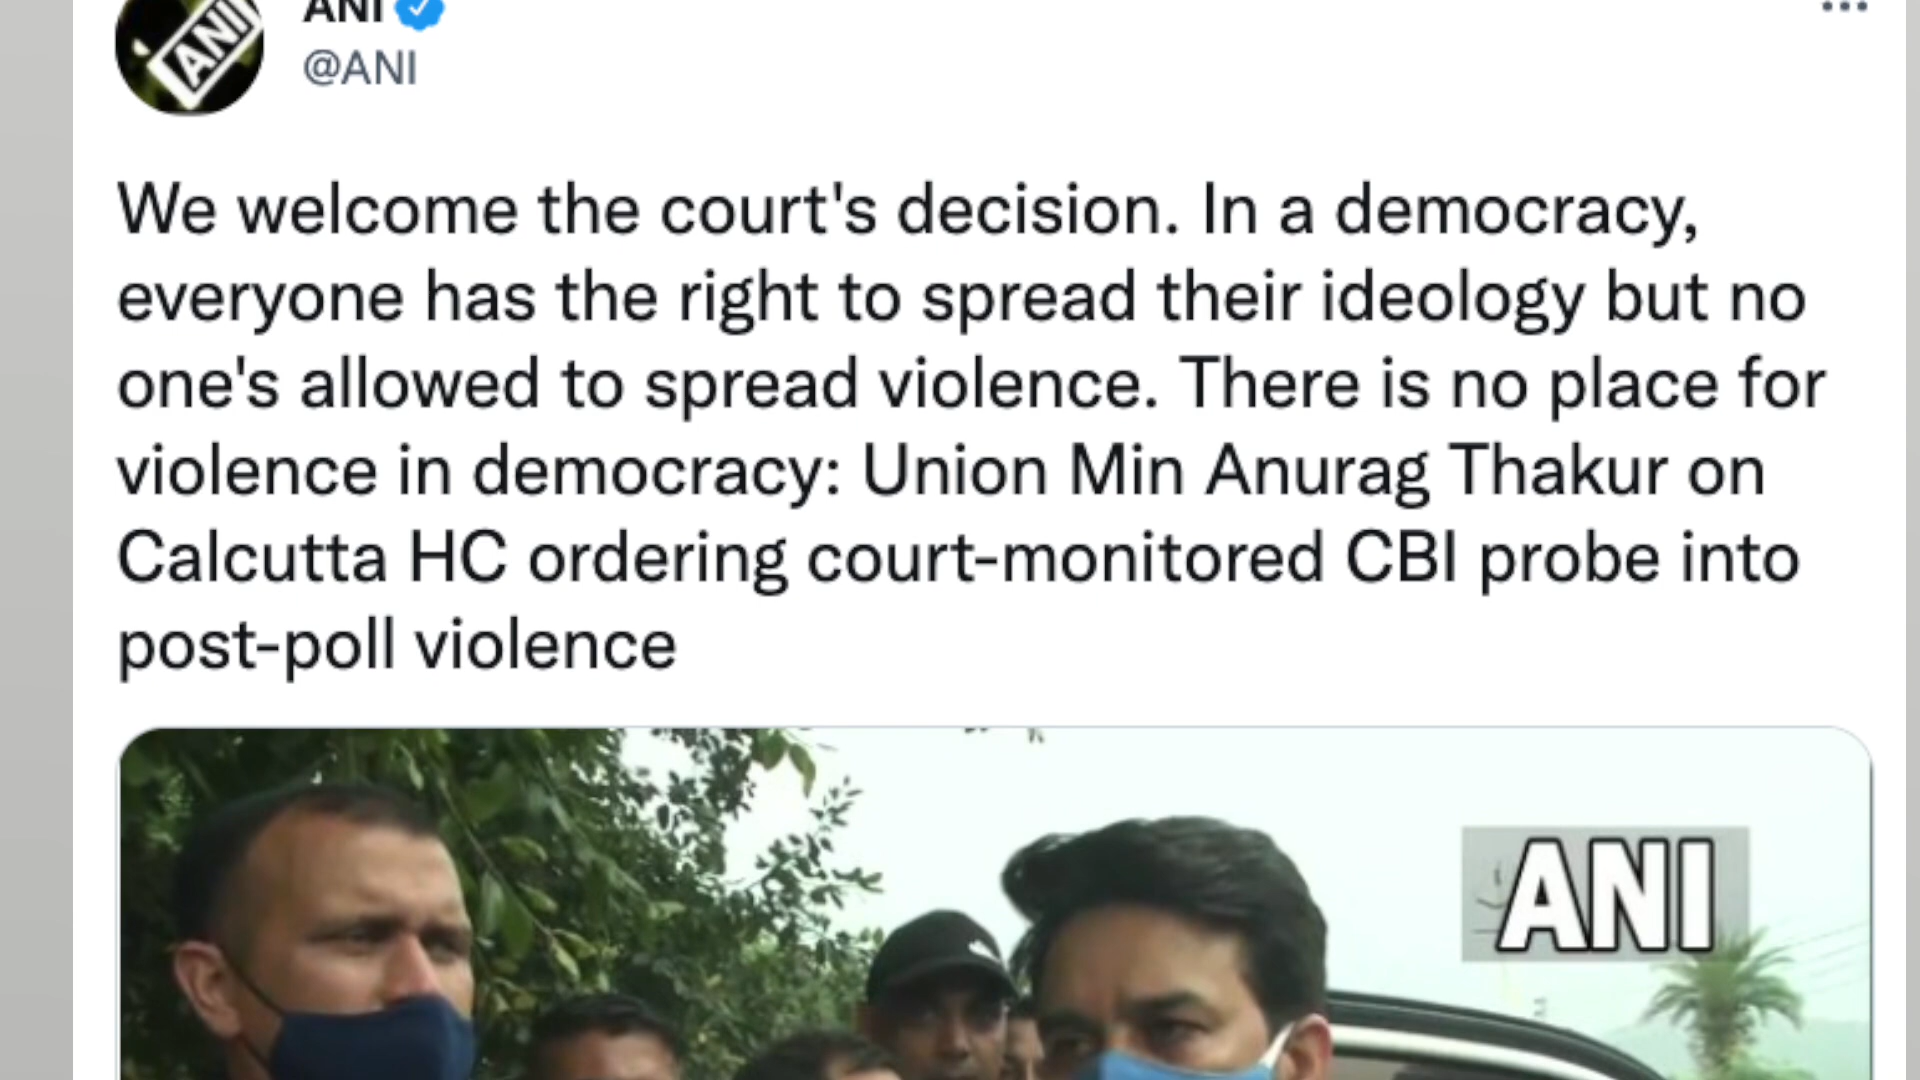 ANI
ANI
@ANI
We welcome the court's decision. In a democracy,
everyone has the right to spread their ideology but no
one's allowed to spread violence. There is no place for
violence in democracy: Union Min Anurag Thakur on
Calcutta HC ordering court-monitored CBI probe into
post-poll violence
ANI